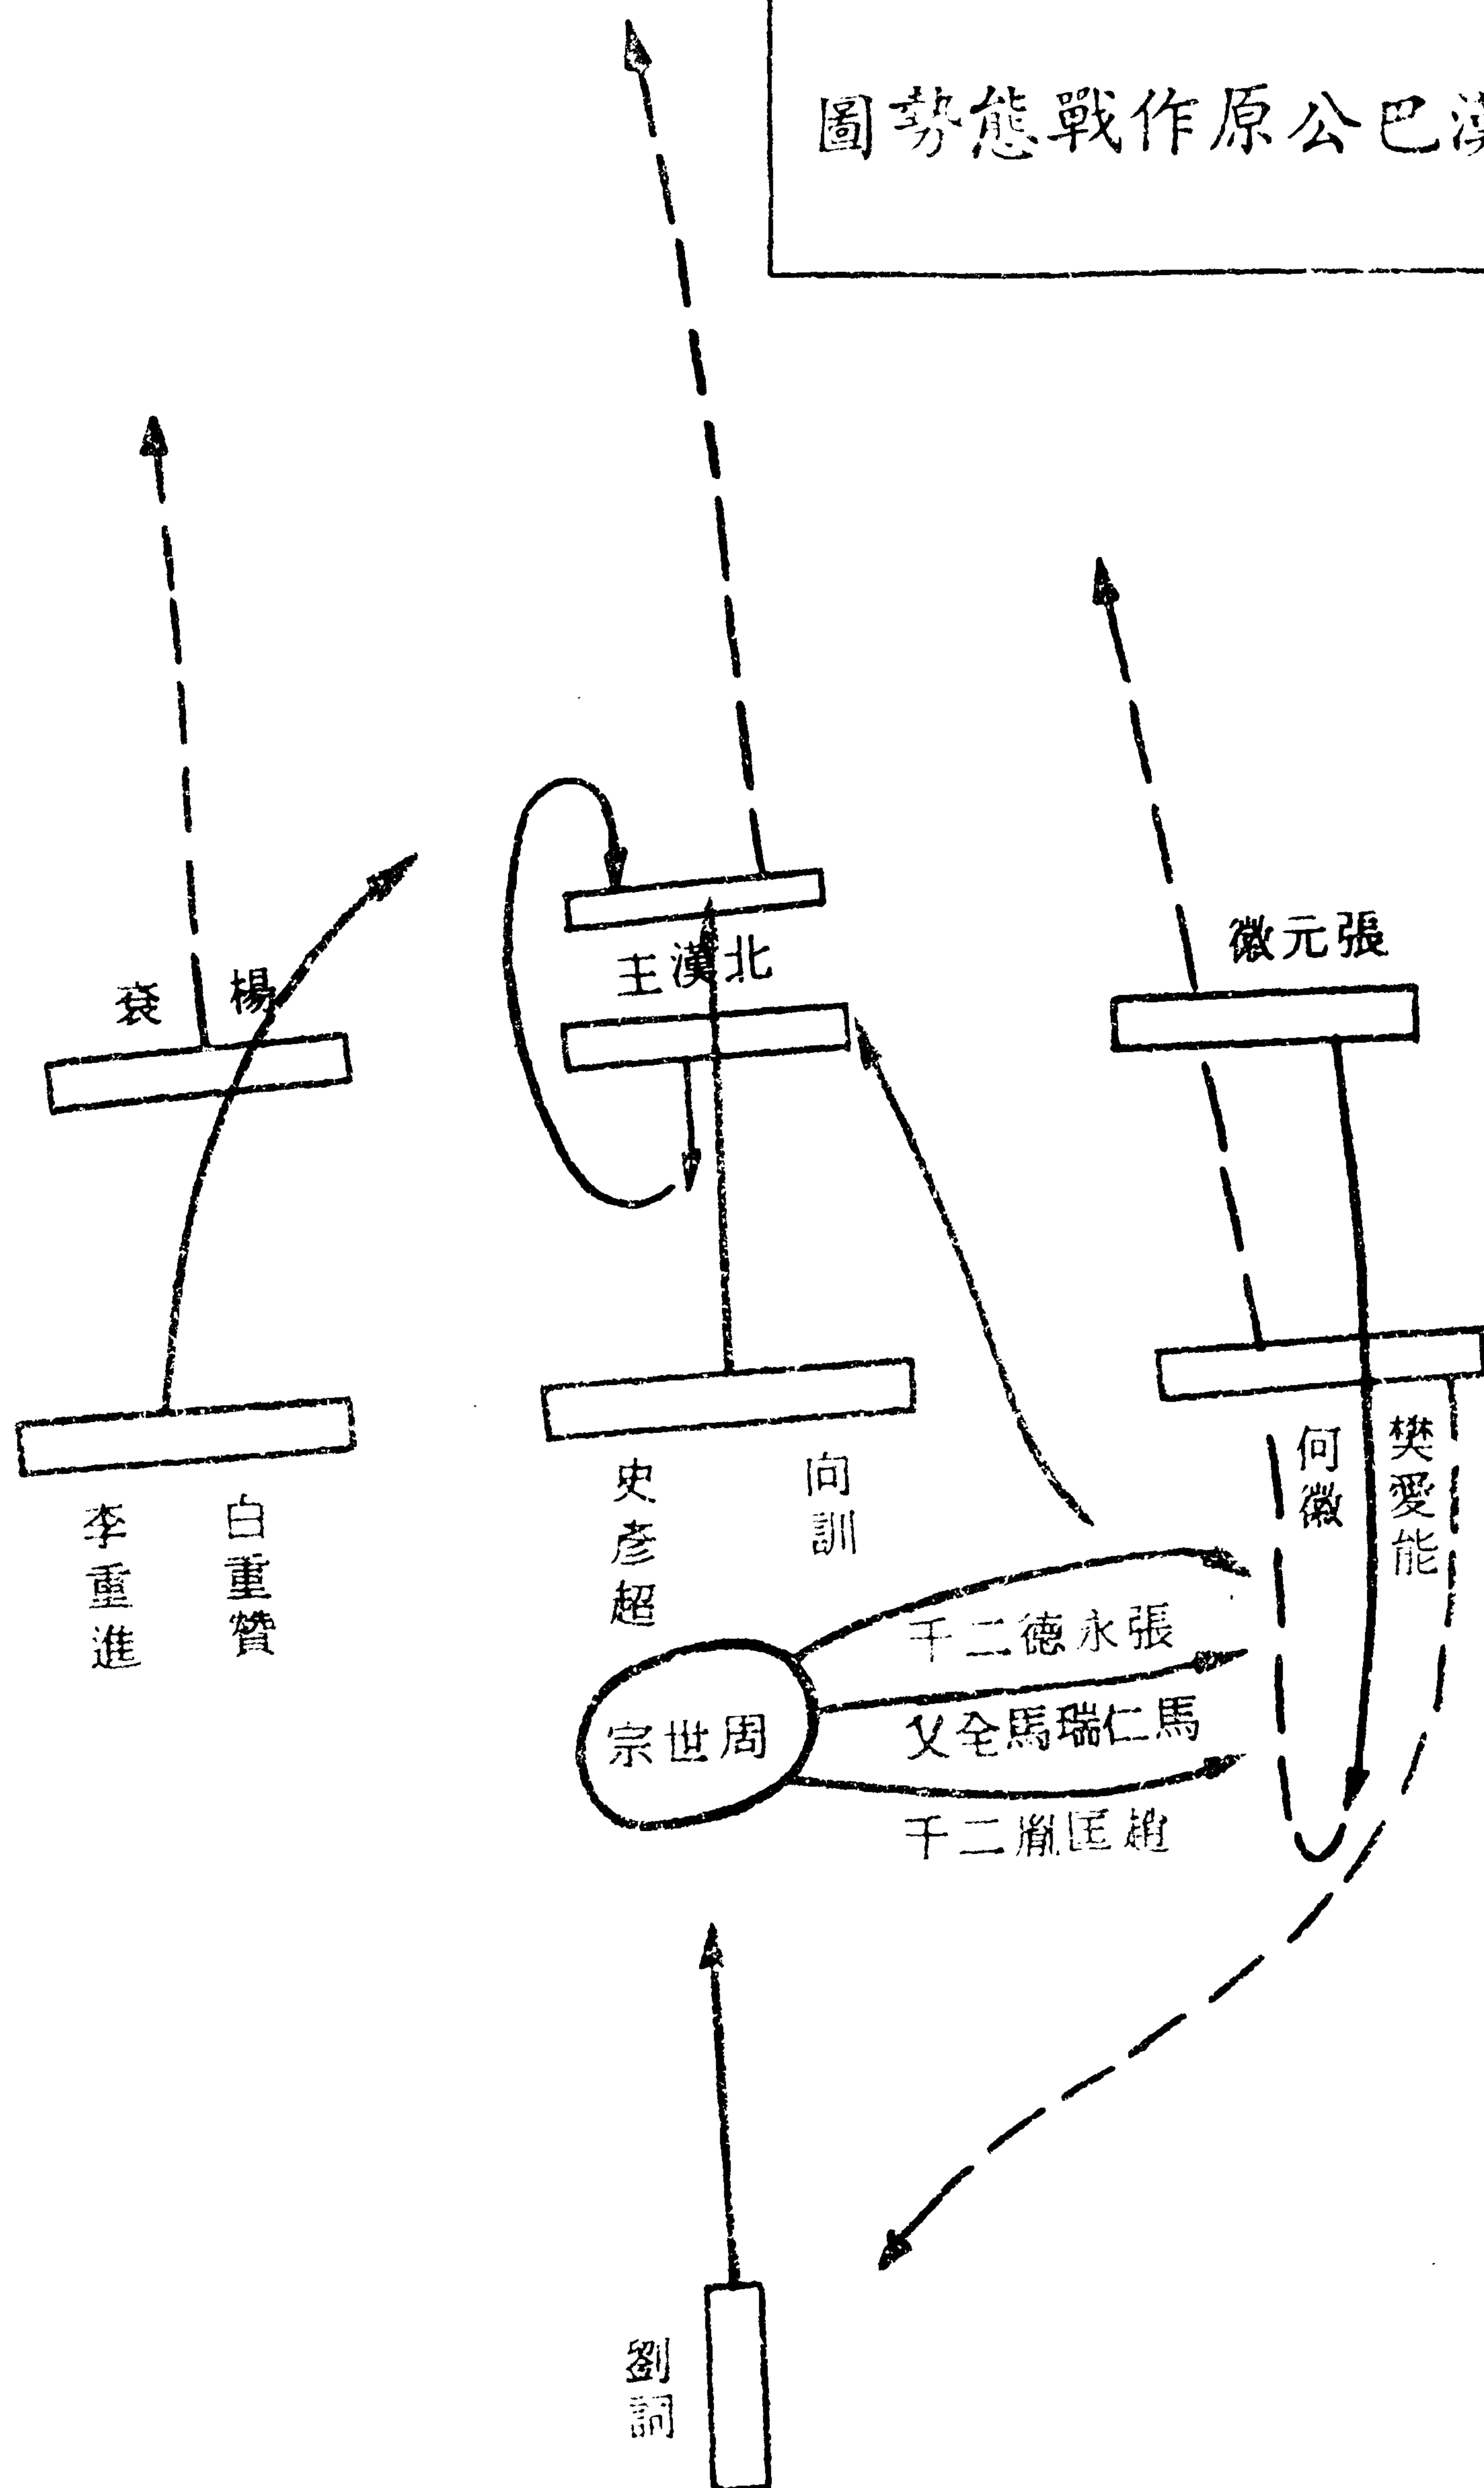 漢巴公原作戰態勢圖
張元徽
北漢主
楊袞
樊愛能
何徽
向訓
史彥超
白重贊
李重進
張永德二千
馬仁瑞馬全乂
趙匡胤二千
周世宗
劉詞